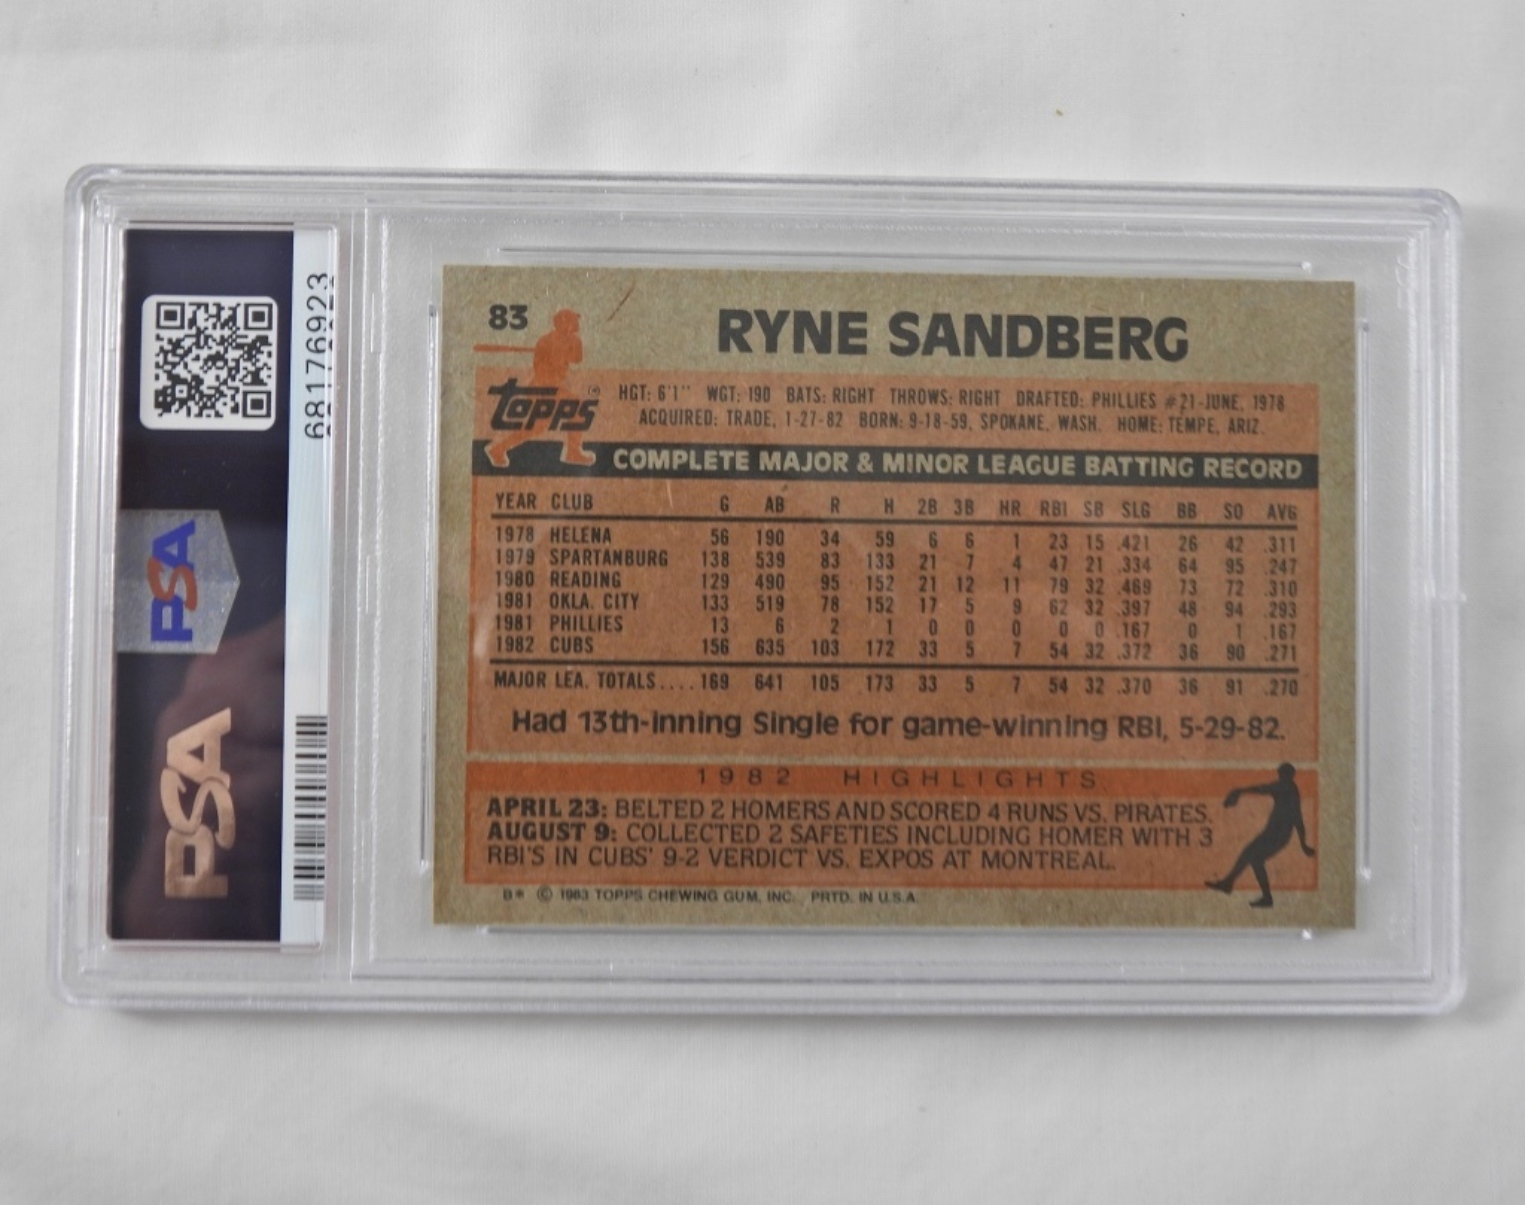 68176923
PSA
PSA
83
RYNE SANDBERG
topps
HGT: 6'1" WGT: 190 BATS: RIGHT THROWS: RIGHT DRAFTED: PHILLIES #21-JUNE, 1978
ACQUIRED: TRADE, 1-27-82 BORN: 9-18-59, SPOKANE, WASH. HOME: TEMPE, ARIZ.
COMPLETE MAJOR & MINOR LEAGUE BATTING RECORD
YEAR CLUB G AB R H 2B 3B HR RBI SB SLG BB SO AVG
1978 HELENA 56 190 34 59 6 6 1 23 15 .421 26 42 .311
1979 SPARTANBURG 138 539 83 133 21 7 4 47 21 .334 64 95 .247
1980 READING 129 490 95 152 21 12 11 79 32 .469 73 72 .310
1981 OKLA. CITY 133 519 78 152 17 5 9 62 32 .397 48 94 .293
1981 PHILLIES 13 6 2 1 0 0 0 0 0 .167 0 1 .167
1982 CUBS 156 635 103 172 33 5 7 54 32 .372 36 90 .271
MAJOR LEA. TOTALS.... 169 641 105 173 33 5 7 54 32 .370 36 91 .270
Had 13th-inning Single for game-winning RBI, 5-29-82.
1982 HIGHLIGHTS
APRIL 23: BELTED 2 HOMERS AND SCORED 4 RUNS VS. PIRATES.
AUGUST 9: COLLECTED 2 SAFETIES INCLUDING HOMER WITH 3
RBI'S IN CUBS' 9-2 VERDICT VS. EXPOS AT MONTREAL.
B* © 1983 TOPPS CHEWING GUM, INC. PRTD. IN U.S.A.